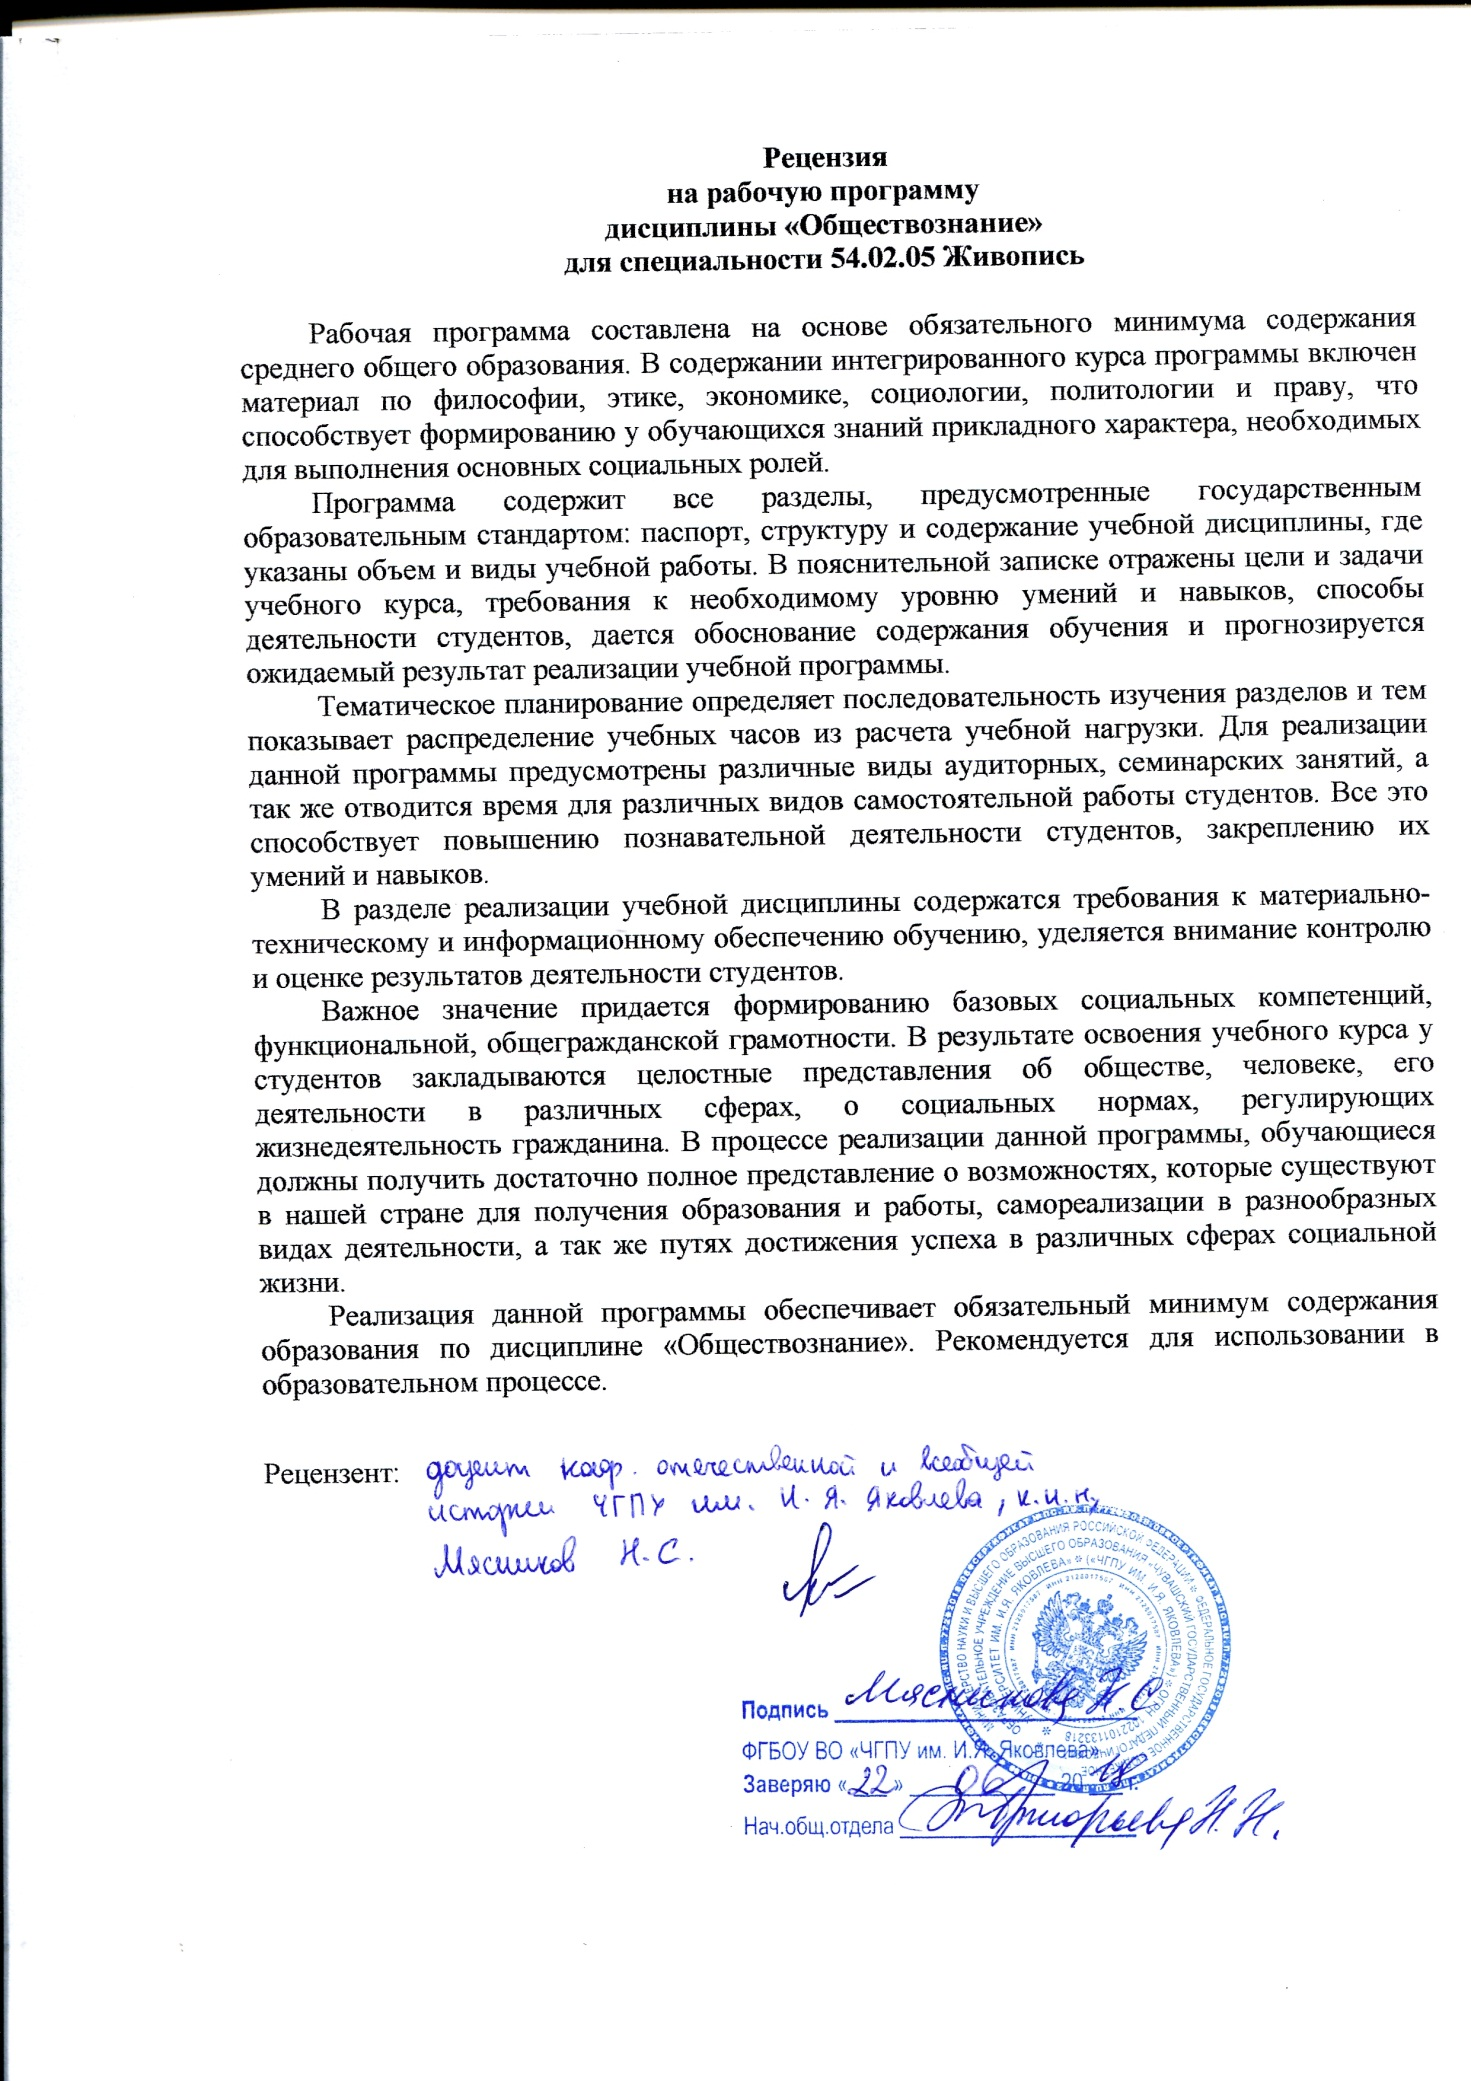 Рецензия
на рабочую программу
дисциплины «Обществознание»
для специальности 54.02.05 Живопись
Рабочая программа составлена на основе обязательного минимума содержания
среднего общего образования. В содержании интегрированного курса программы включен
материал по философии, этике, экономике, социологии, политологии и праву, что
способствует формированию у обучающихся знаний прикладного характера, необходимых
для выполнения основных социальных ролей.
Программа содержит все разделы, предусмотренные государственным
образовательным стандартом: паспорт, структуру и содержание учебной дисциплины, где
указаны объем и виды учебной работы. В пояснительной записке отражены цели и задачи
учебного курса, требования к необходимому уровню умений и навыков, способы
деятельности студентов, дается обоснование содержания обучения и прогнозируется
ожидаемый результат реализации учебной программы.
Тематическое планирование определяет последовательность изучения разделов и тем
показывает распределение учебных часов из расчета учебной нагрузки. Для реализации
данной программы предусмотрены различные виды аудиторных, семинарских занятий, а
так же отводится время для различных видов самостоятельной работы студентов. Все это
способствует повышению познавательной деятельности студентов, закреплению их
умений и навыков.
В разделе реализации учебной дисциплины содержатся требования к материально-
техническому и информационному обеспечению обучению, уделяется внимание контролю
и оценке результатов деятельности студентов.
Важное значение придается формированию базовых социальных компетенций,
функциональной, общегражданской грамотности. В результате освоения учебного курса у
студентов закладываются целостные представления об обществе, человеке, его
деятельности в различных сферах, о социальных нормах, регулирующих
жизнедеятельность гражданина. В процессе реализации данной программы, обучающиеся
должны получить достаточно полное представление о возможностях, которые существуют
в нашей стране для получения образования и работы, самореализации в разнообразных
видах деятельности, а так же путях достижения успеха в различных сферах социальной
жизни.
Реализация данной программы обеспечивает обязательный минимум содержания
образования по дисциплине «Обществознание». Рекомендуется для использовании в
образовательном процессе.
Рецензент: доцент каф. отечественной и всеобщей
истории ЧГПУ им. И. Я. Яковлева, к.и.н,
Мясников Н.С.
Подпись Мясникова Н С
ФГБОУ ВО «ЧГПУ им. И.Я. Яковлева»
Заверяю «22» 06 20 г.
Нач.общ.отдела Григорьева Н. Н.